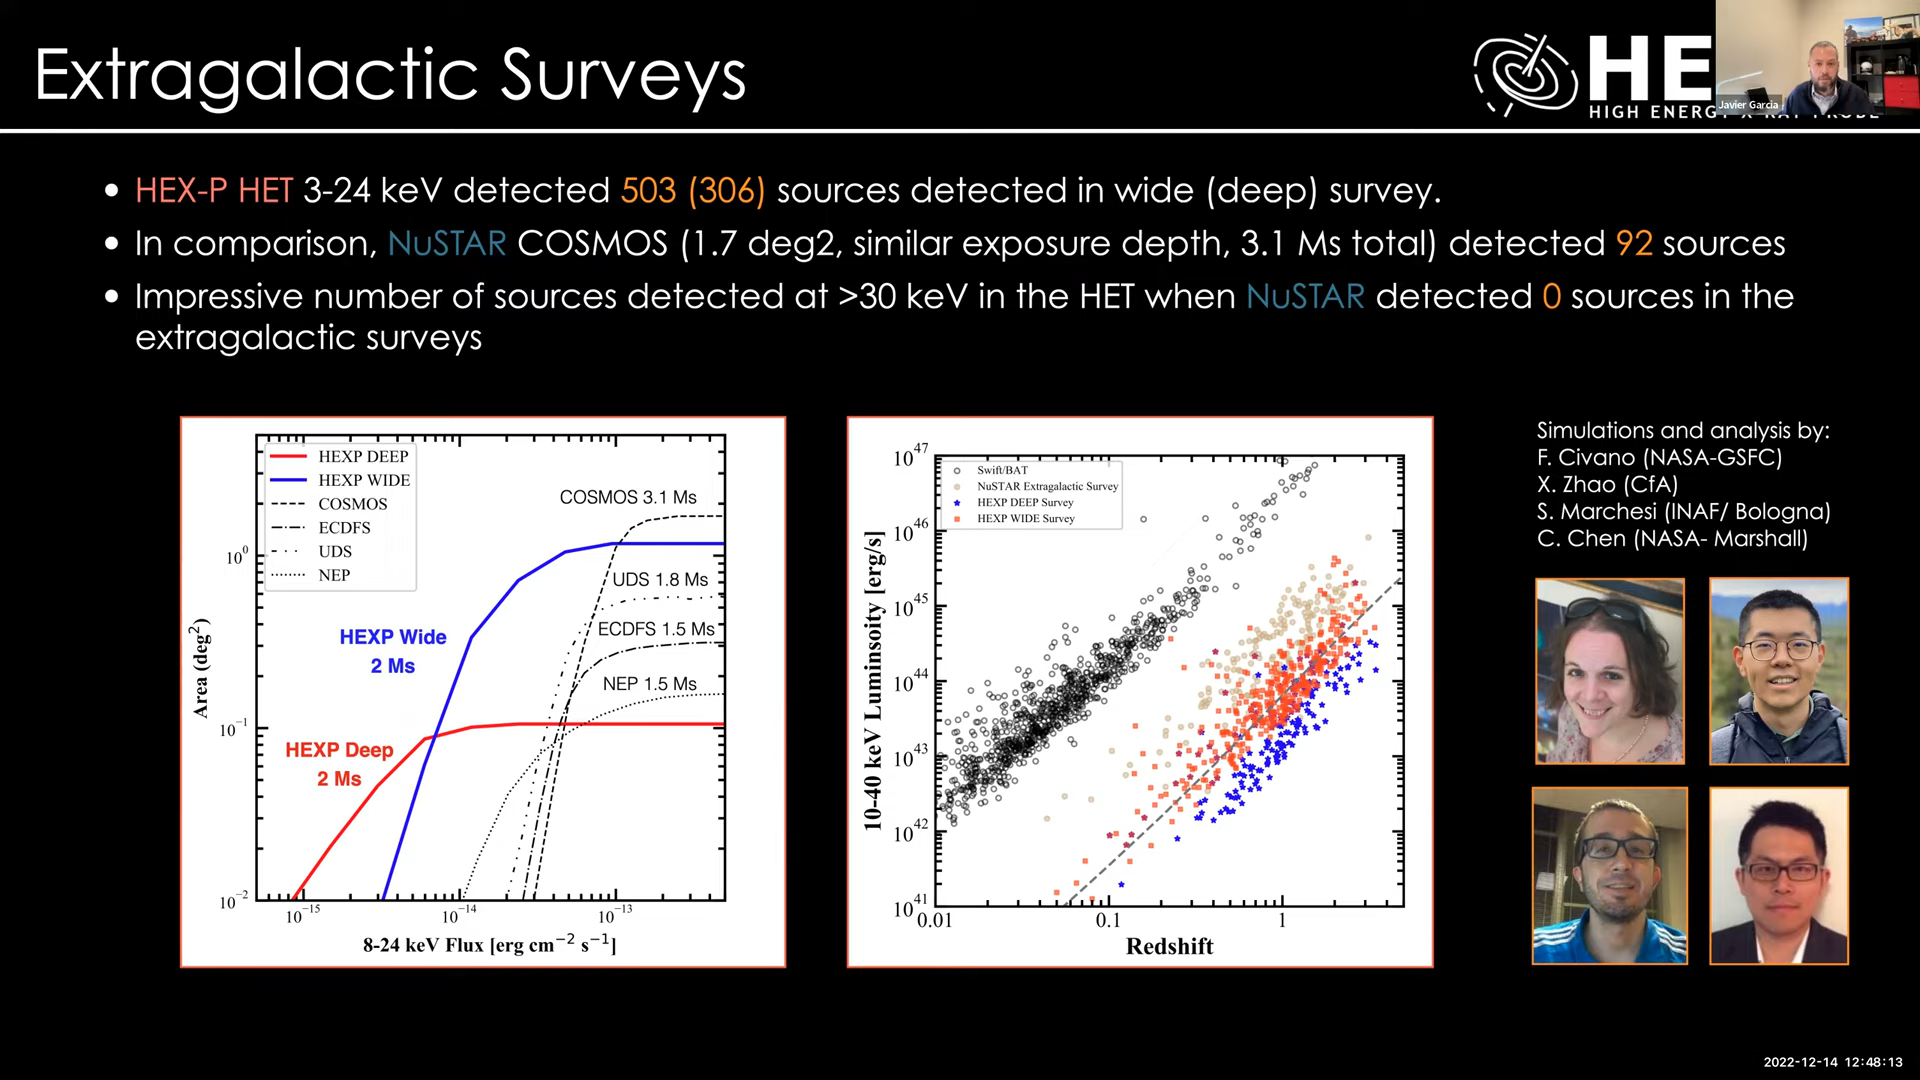 Extragalactic Surveys
HE
HIGH ENERGY X-RAY PROBE
Javier Garcia
• HEX-P HET 3-24 keV detected 503 (306) sources detected in wide (deep) survey.
• In comparison, NuSTAR COSMOS (1.7 deg2, similar exposure depth, 3.1 Ms total) detected 92 sources
• Impressive number of sources detected at >30 keV in the HET when NuSTAR detected 0 sources in the
extragalactic surveys
HEXP DEEP
HEXP WIDE
COSMOS
ECDFS
UDS
NEP
COSMOS 3.1 Ms
UDS 1.8 Ms
ECDFS 1.5 Ms
NEP 1.5 Ms
HEXP Wide
2 Ms
HEXP Deep
2 Ms
Area (deg²)
10⁰
10⁻¹
10⁻²
10⁻¹⁵
10⁻¹⁴
10⁻¹³
8-24 keV Flux [erg cm⁻² s⁻¹]
Swift/BAT
NuSTAR Extragalactic Survey
HEXP DEEP Survey
HEXP WIDE Survey
10-40 keV Luminsoity [erg/s]
10⁴⁷
10⁴⁶
10⁴⁵
10⁴⁴
10⁴³
10⁴²
10⁴¹
0.01
0.1
1
Redshift
Simulations and analysis by:
F. Civano (NASA-GSFC)
X. Zhao (CfA)
S. Marchesi (INAF/ Bologna)
C. Chen (NASA- Marshall)
2022-12-14 12:48:13